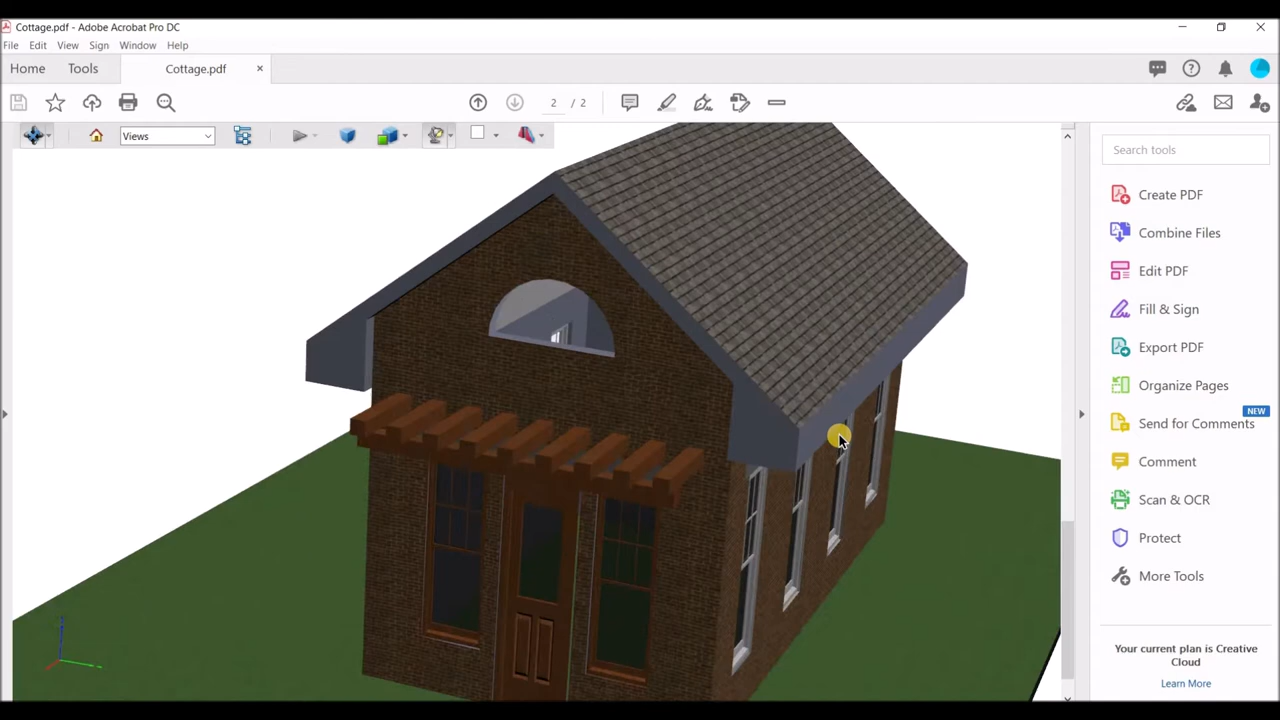 Cottage.pdf - Adobe Acrobat Pro DC
File Edit View Sign Window Help
Home Tools Cottage.pdf
2 / 2
Views
Search tools
Create PDF
Combine Files
Edit PDF
Fill & Sign
Export PDF
Organize Pages
NEW
Send for Comments
Comment
Scan & OCR
Protect
More Tools
Your current plan is Creative
Cloud
Learn More